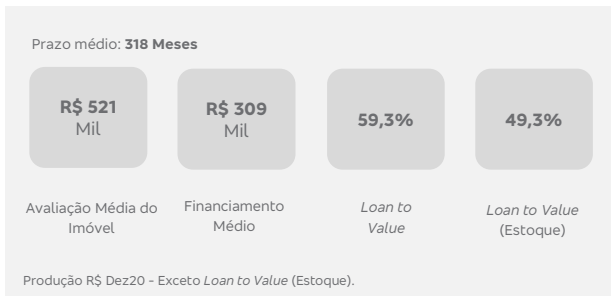 Prazo médio: 318 Meses
R$ 521
Mil
R$ 309
Mil
59,3%
49,3%
Avaliação Média do
Imóvel
Financiamento
Médio
Loan to
Value
Loan to Value
(Estoque)
Produção R$ Dez20 - Exceto Loan to Value (Estoque).